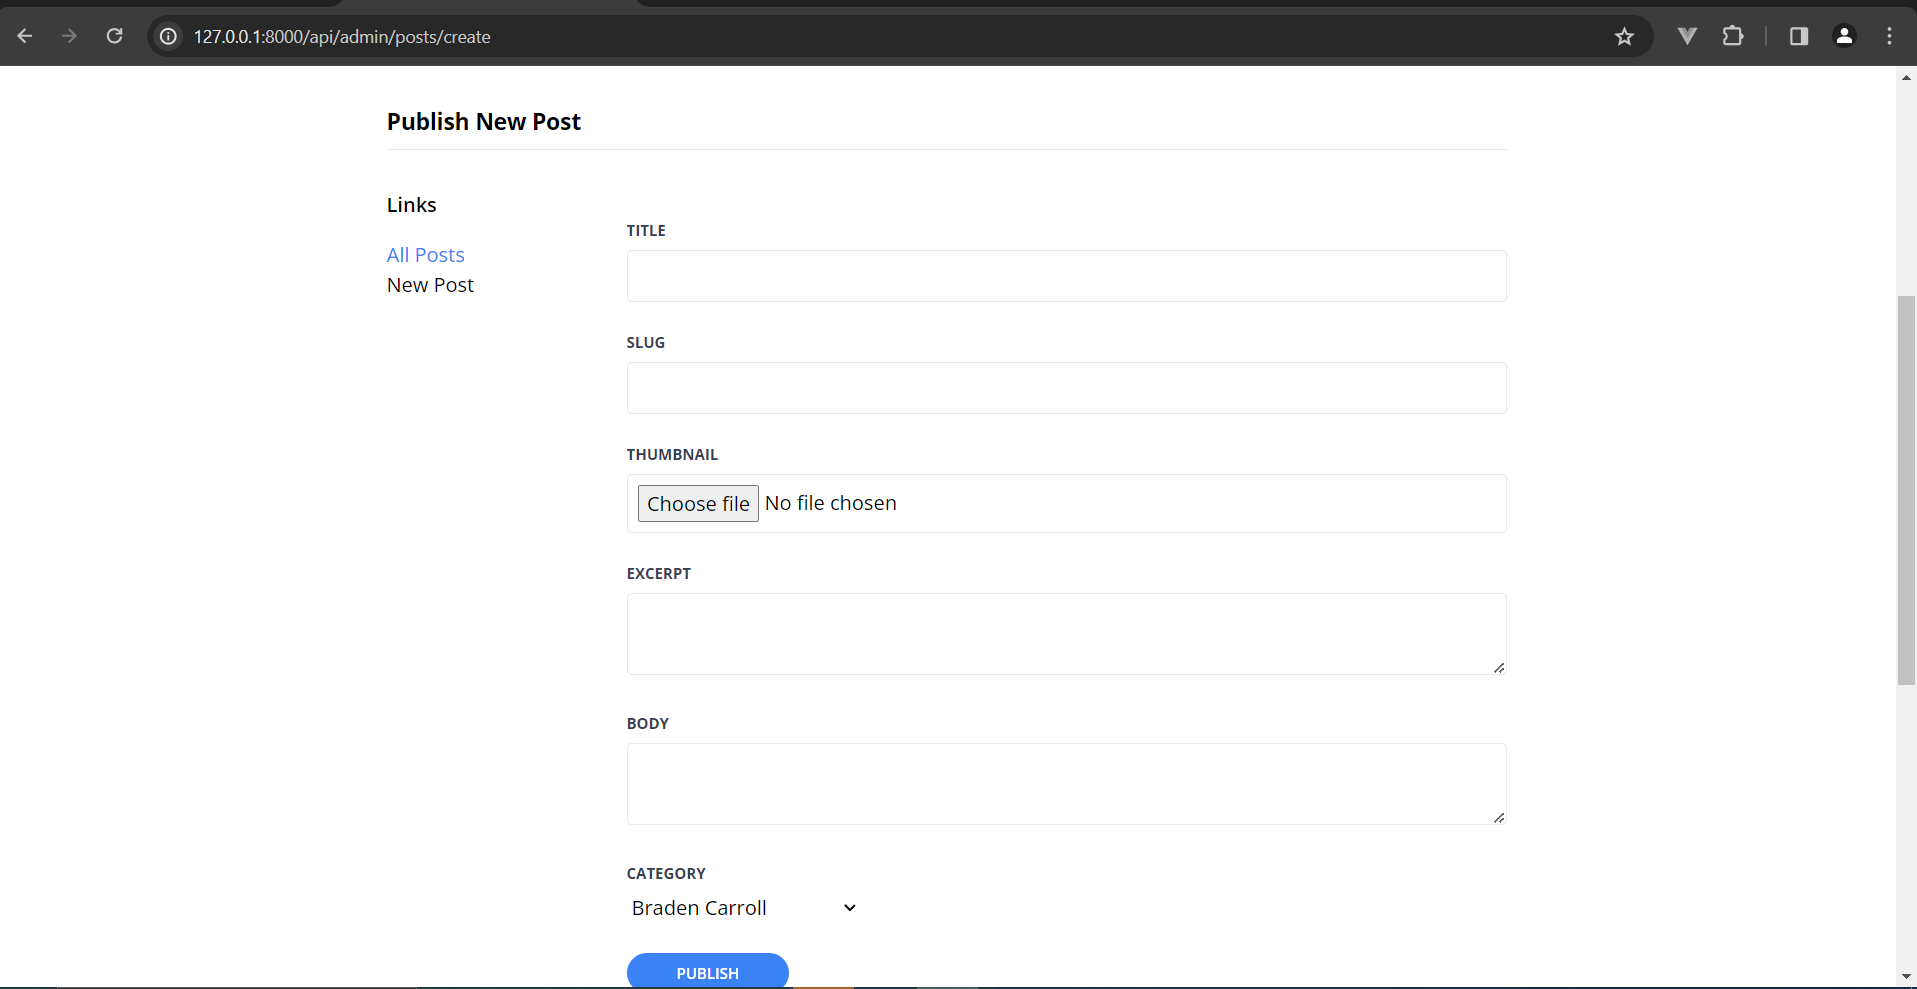 127.0.0.1:8000/api/admin/posts/create
Publish New Post
Links
All Posts
New Post
TITLE
SLUG
THUMBNAIL
Choose file No file chosen
EXCERPT
BODY
CATEGORY
Braden Carroll
PUBLISH